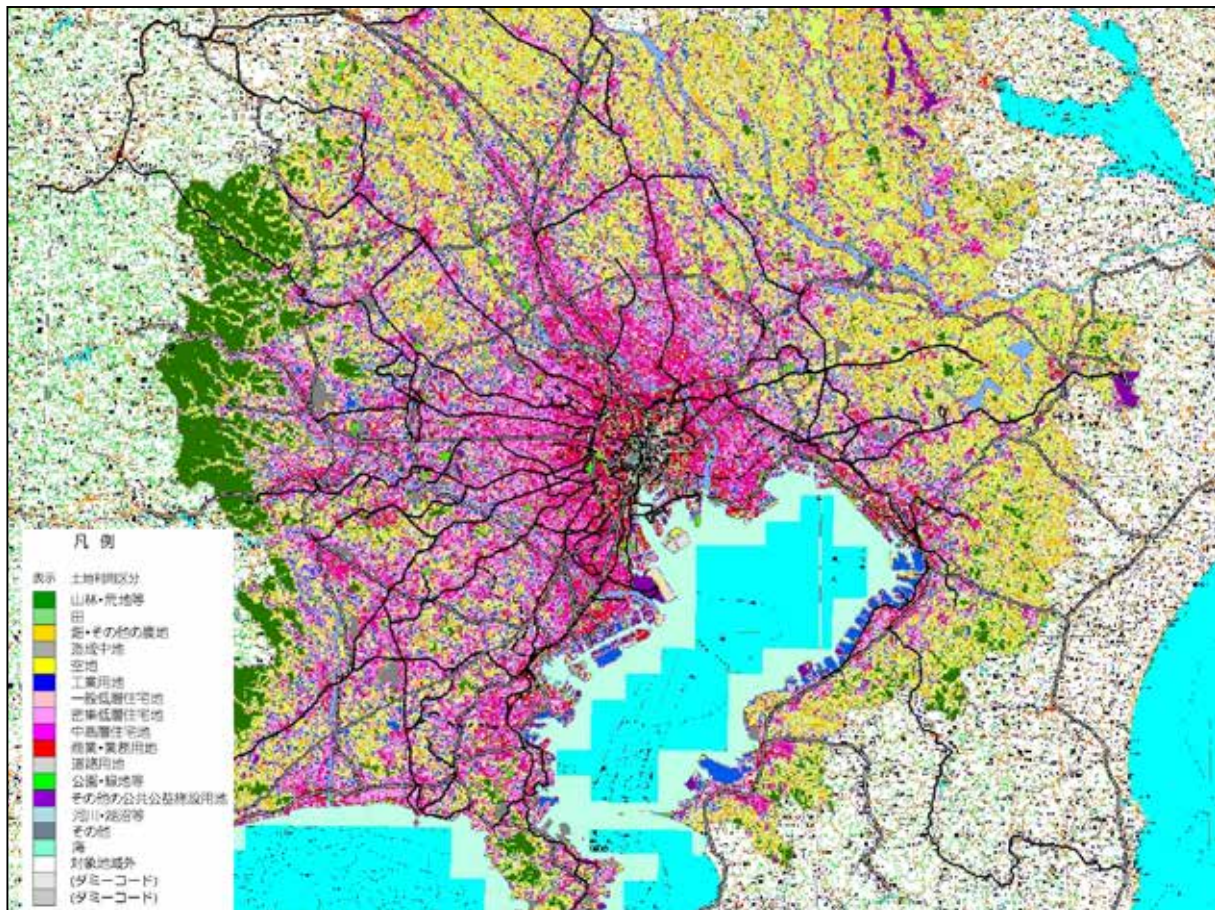 凡 例
表示 土地利用区分
山林・荒地等
田
畑・その他の農地
造成中地
空地
工業用地
一般低層住宅地
密集低層住宅地
中高層住宅地
商業・業務用地
道路用地
公園・緑地等
その他の公共公益施設用地
河川・湖沼等
その他
海
対象地域外
(ダミーコード)
(ダミーコード)